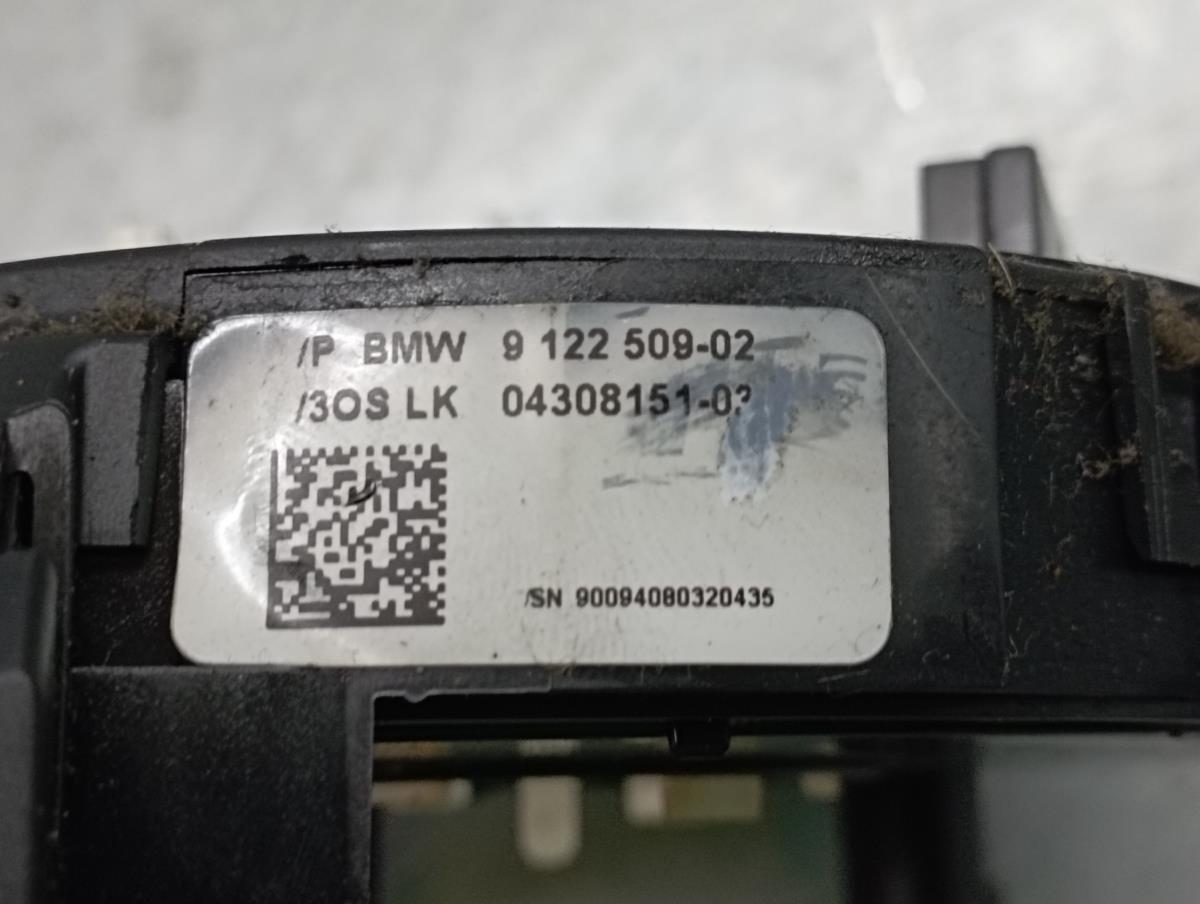 /P BMW 9 122 509-02
/3OS LK
/SN 90094080320435